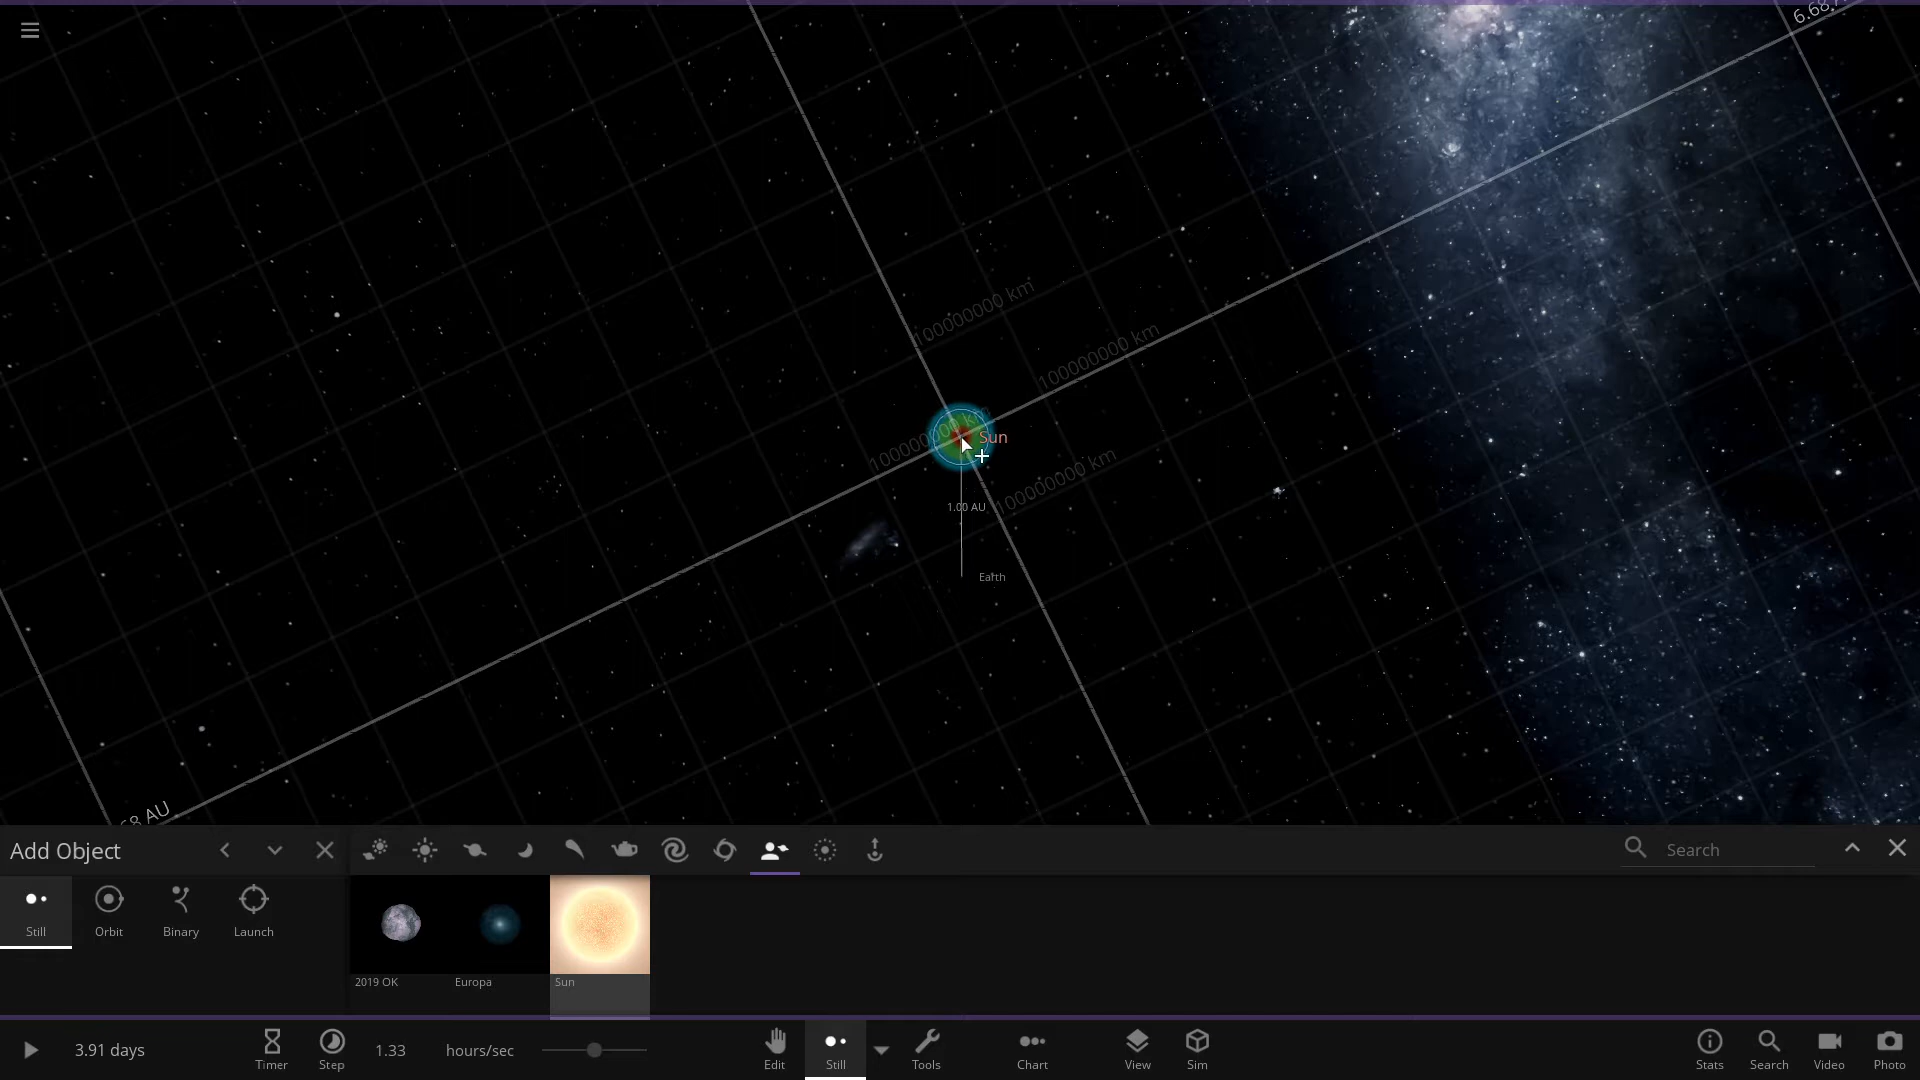 6.68
100000000 km
100000000 km
100000000 km
Sun
100000000 km
1.00 AU
Earth
68 AU
Add Object
Search
Still
Orbit
Binary
Launch
2019 OK
Europa
Sun
3.91 days
Timer
Step
1.33
hours/sec
Edit
Still
Tools
Chart
View
Sim
Stats
Search
Video
Photo